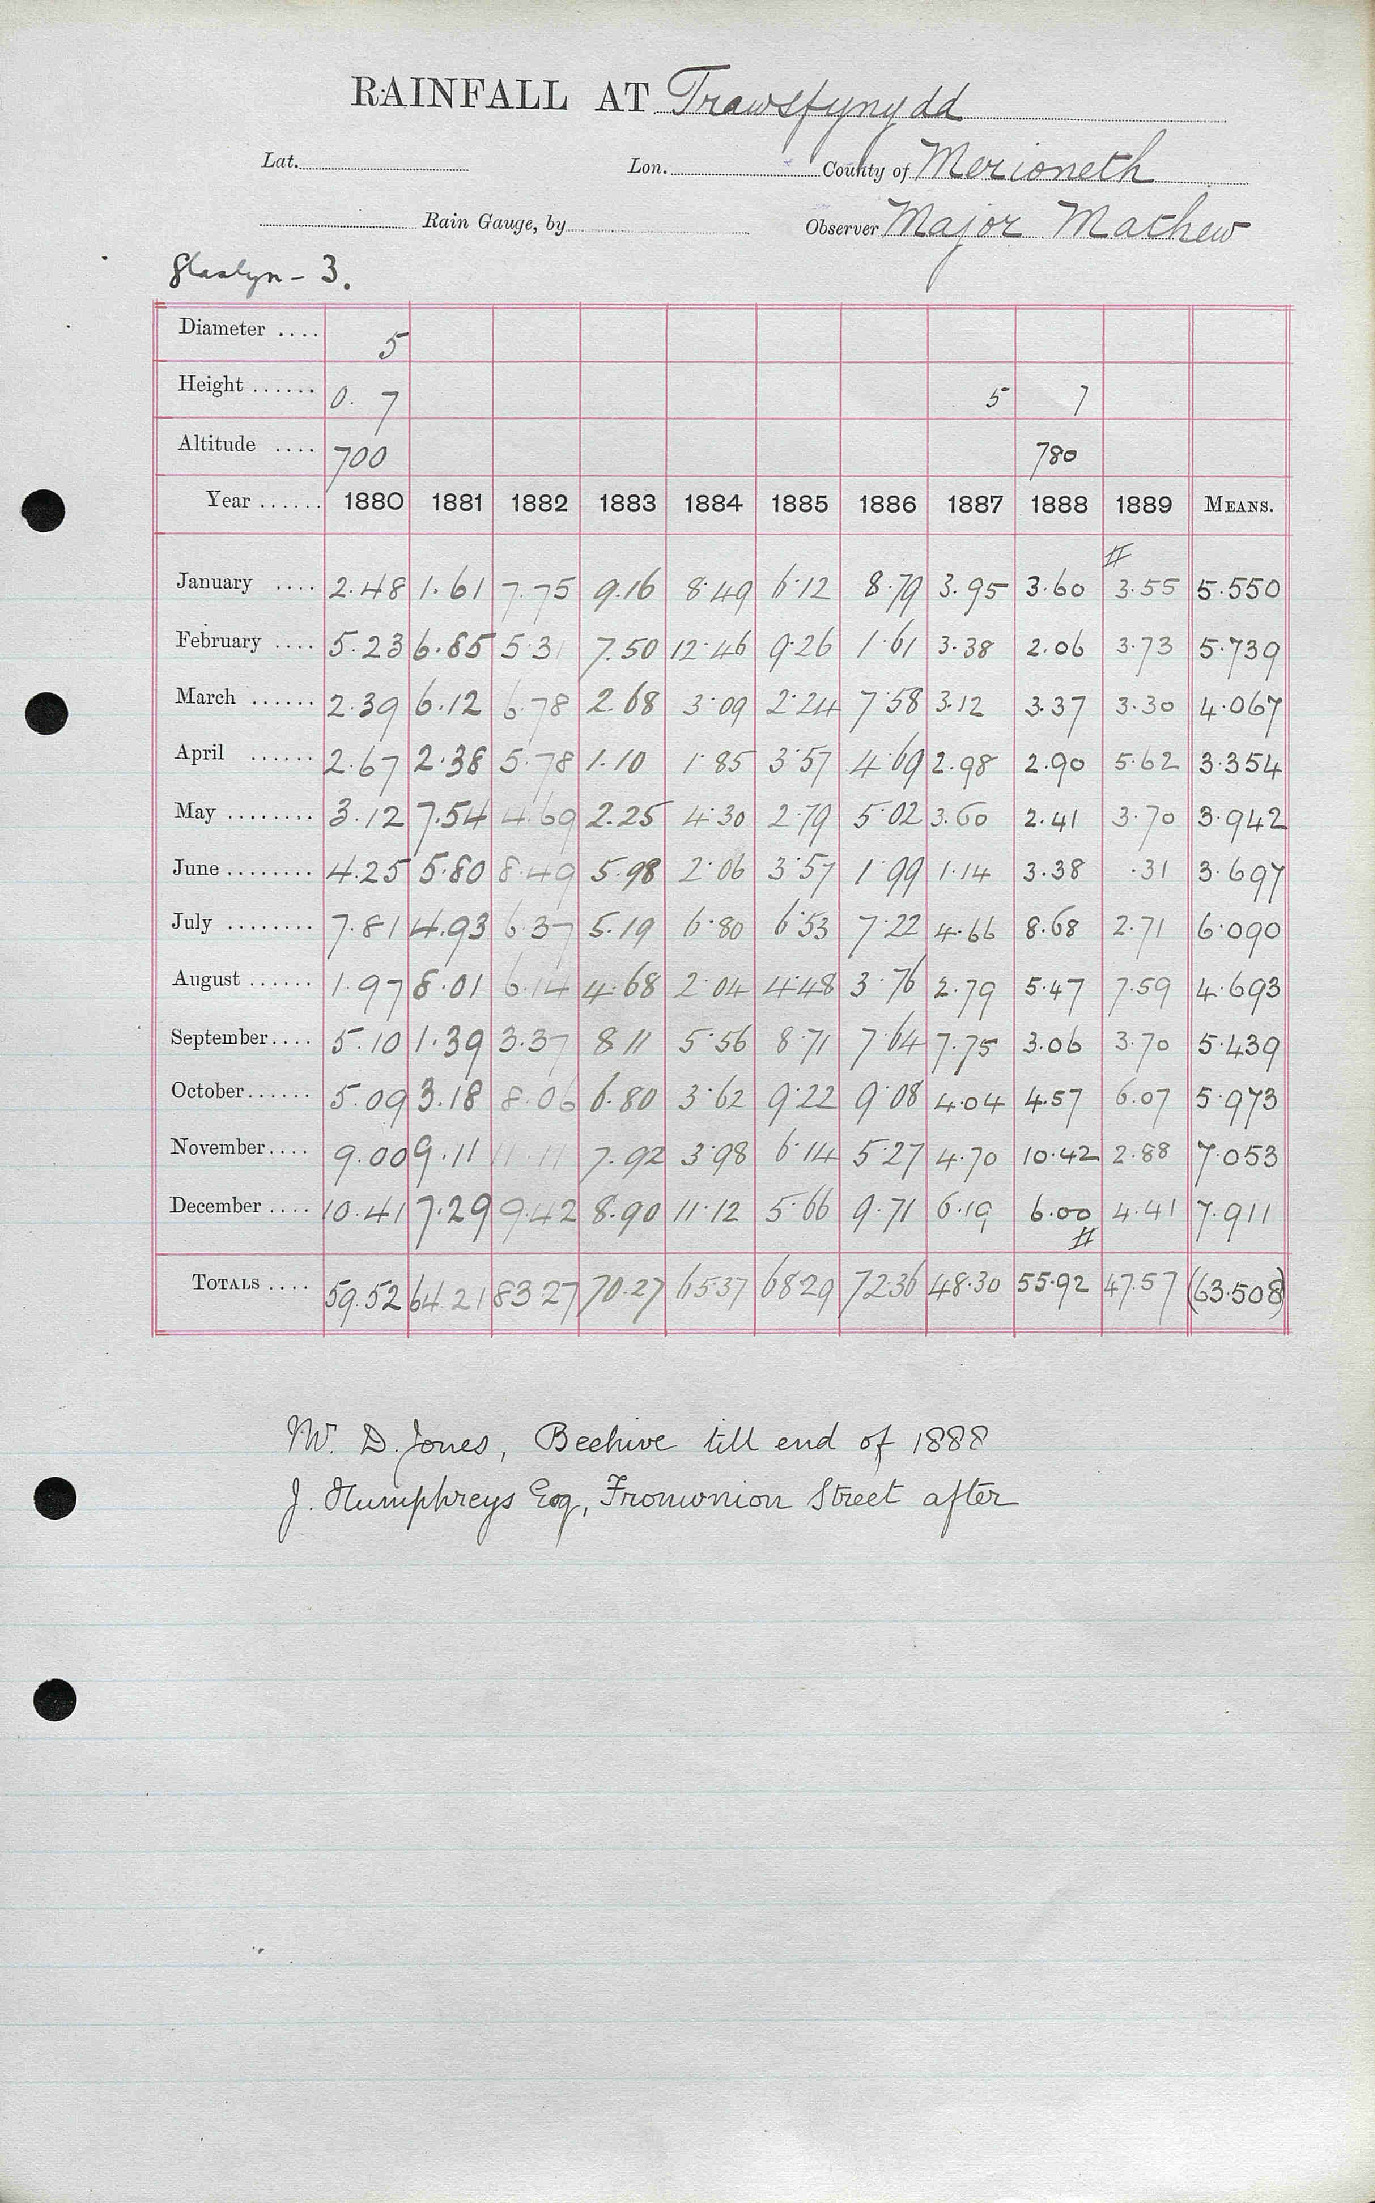 RAINFALL AT Trawsfynydd
Lat. Lon. County of Merioneth
Rain Gauge, by Observer Major Mathew
Glaslyn - 3.
Diameter .... 5
Height ...... 0. 7 5 7
Altitude .... 700 780
Year ...... 1880 1881 1882 1883 1884 1885 1886 1887 1888 1889 MEANS.
#
January .... 2.48 1.61 7.75 9.16 8.49 6.12 8.79 3.95 3.60 3.55 5.550
February .... 5.23 6.85 5.31 7.50 12.46 9.26 1.61 3.38 2.06 3.73 5.739
March ...... 2.39 6.12 6.78 2.68 3.09 2.24 7.58 3.12 3.37 3.30 4.067
April ...... 2.67 2.38 5.78 1.10 1.85 3.57 4.69 2.98 2.90 5.62 3.354
May ........ 3.12 7.54 4.69 2.25 4.30 2.79 5.02 3.60 2.41 3.70 3.942
June ........ 4.25 5.80 8.49 5.98 2.06 3.57 1.99 1.14 3.38 .31 3.697
July ........ 7.81 4.93 6.37 5.19 6.80 6.53 7.22 4.66 8.68 2.71 6.090
August ...... 1.97 8.01 6.14 4.68 2.04 4.48 3.76 2.79 5.47 7.59 4.693
September.... 5.10 1.39 3.37 8.11 5.56 8.71 7.64 7.75 3.06 3.70 5.439
October...... 5.09 3.18 8.06 6.80 3.62 9.22 9.08 4.04 4.57 6.07 5.973
November.... 9.00 9.11 11.11 7.92 3.98 6.14 5.27 4.70 10.42 2.88 7.053
December .... 10.41 7.29 9.42 8.90 11.12 5.66 9.71 6.19 6.00 4.41 7.911
#
TOTALS .... 59.52 64.21 83.27 70.27 65.37 68.29 72.36 48.30 55.92 47.57 (63.508)
W. D. Jones, Beehive till end of 1888
J. Humphreys Esq, Fronwnion Street after